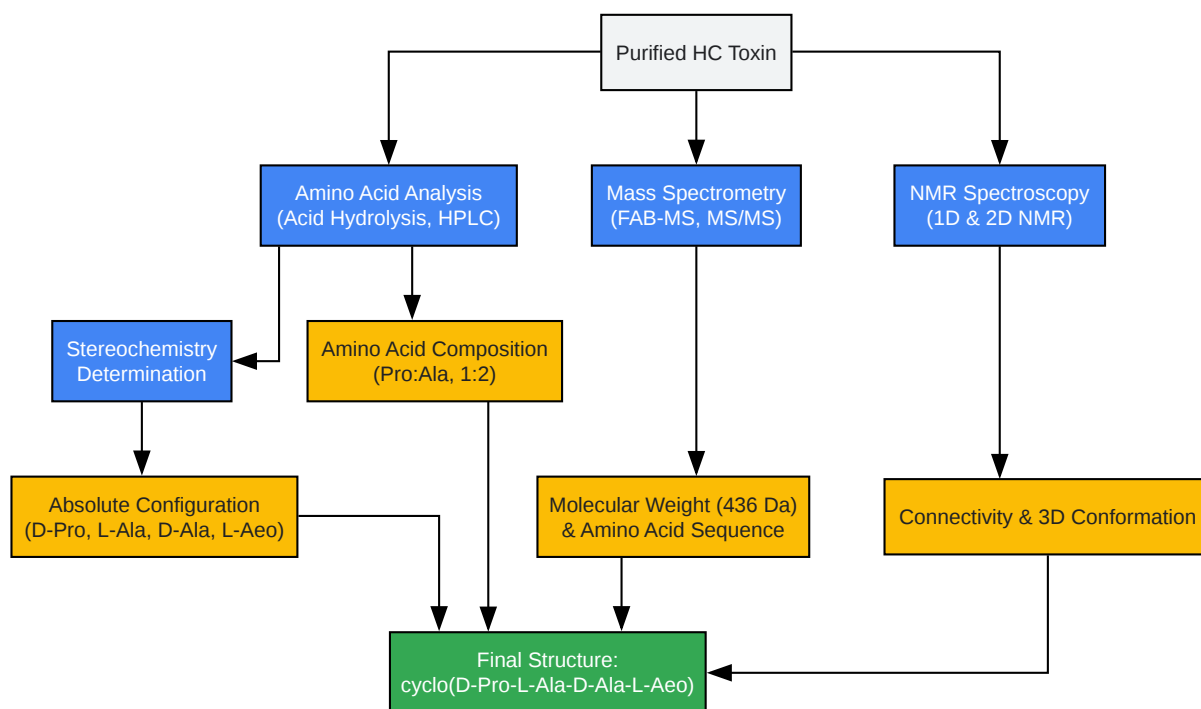 Purified HC Toxin
Amino Acid Analysis
(Acid Hydrolysis, HPLC)
Mass Spectrometry
(FAB-MS, MS/MS)
NMR Spectroscopy
(1D & 2D NMR)
Stereochemistry
Determination
Amino Acid Composition
(Pro:Ala, 1:2)
Absolute Configuration
(D-Pro, L-Ala, D-Ala, L-Aeo)
Molecular Weight (436 Da)
& Amino Acid Sequence
Connectivity & 3D Conformation
Final Structure:
cyclo(D-Pro-L-Ala-D-Ala-L-Aeo)